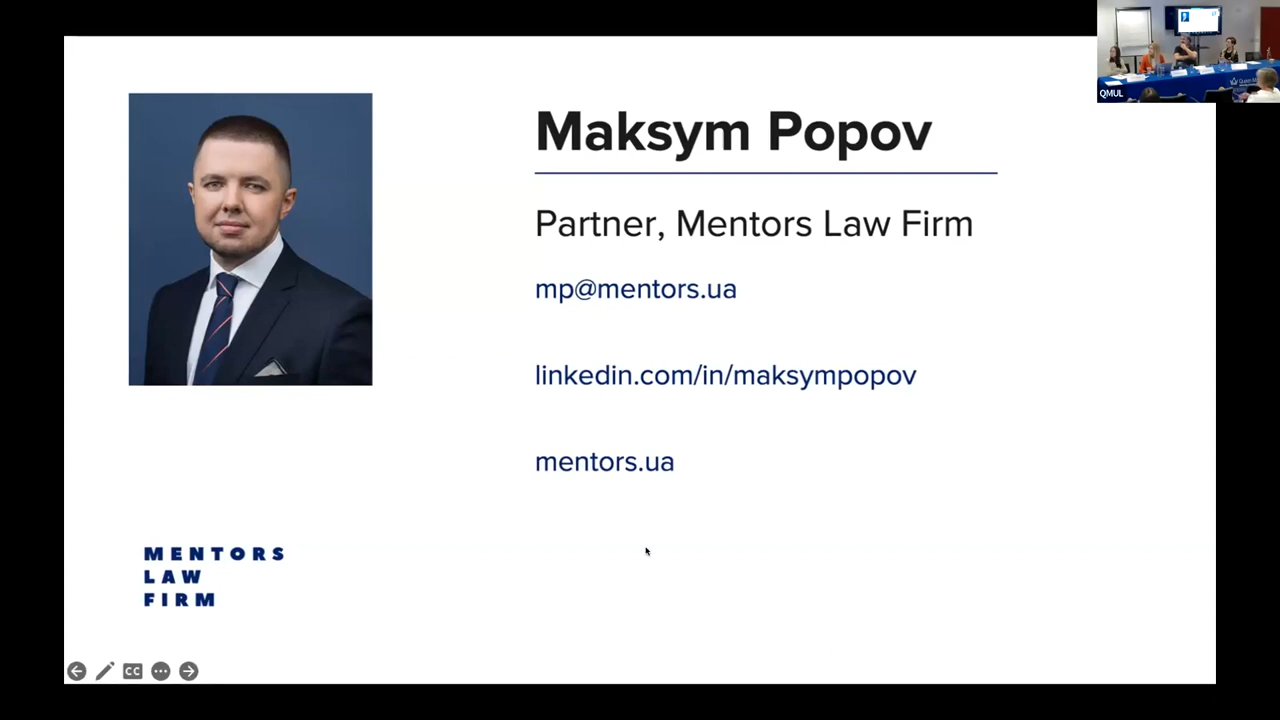 Maksym Popov
Partner, Mentors Law Firm
mp@mentors.ua
linkedin.com/in/maksympopov
mentors.ua
MENTORS
LAW
FIRM
CC
QMUL